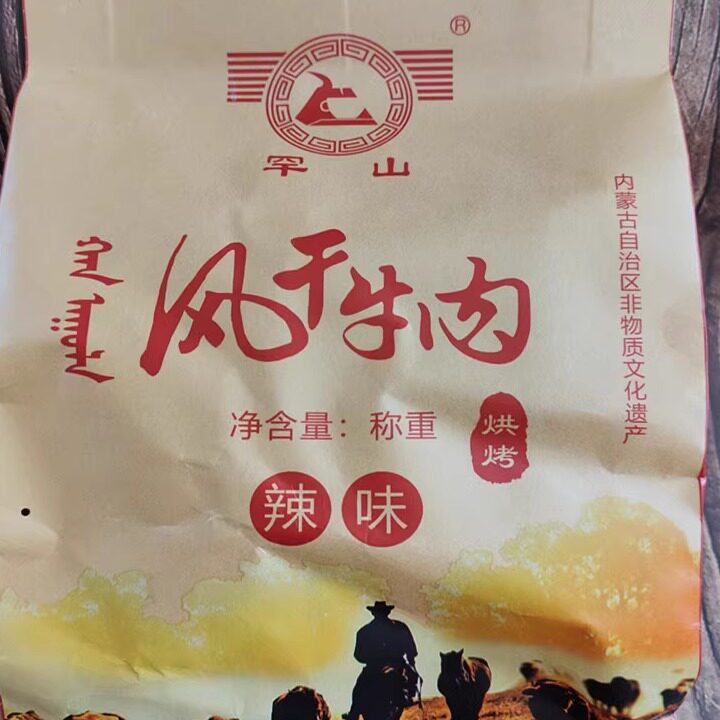 ®
罕山
风干牛肉
净含量：称重
烘烤
辣味
内蒙古自治区非物质文化遗产